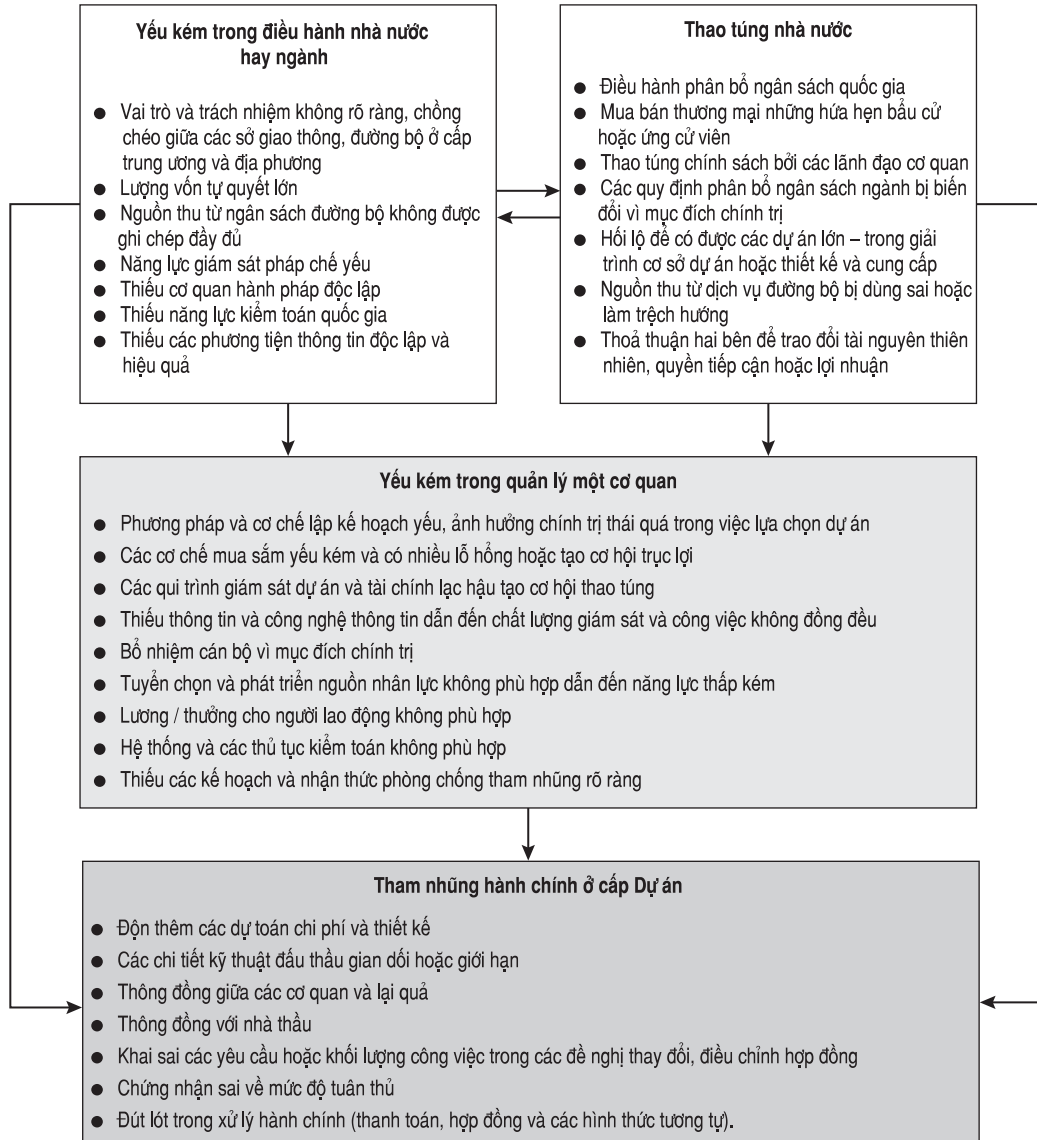 Yếu kém trong điều hành nhà nước
hay ngành
● Vai trò và trách nhiệm không rõ ràng, chồng
chéo giữa các sở giao thông, đường bộ ở cấp
trung ương và địa phương
● Lượng vốn tự quyết lớn
● Nguồn thu từ ngân sách đường bộ không được
ghi chép đầy đủ
● Năng lực giám sát pháp chế yếu
● Thiếu cơ quan hành pháp độc lập
● Thiếu năng lực kiểm toán quốc gia
● Thiếu các phương tiện thông tin độc lập và
hiệu quả
Thao túng nhà nước
● Điều hành phân bổ ngân sách quốc gia
● Mua bán thương mại những hứa hẹn bầu cử
hoặc ứng cử viên
● Thao túng chính sách bởi các lãnh đạo cơ quan
● Các quy định phân bổ ngân sách ngành bị biến
đổi vì mục đích chính trị
● Hối lộ để có được các dự án lớn – trong giải
trình cơ sở dự án hoặc thiết kế và cung cấp
● Nguồn thu từ dịch vụ đường bộ bị dùng sai hoặc
làm trệch hướng
● Thoả thuận hai bên để trao đổi tài nguyên thiên
nhiên, quyền tiếp cận hoặc lợi nhuận
Yếu kém trong quản lý một cơ quan
● Phương pháp và cơ chế lập kế hoạch yếu, ảnh hưởng chính trị thái quá trong việc lựa chọn dự án
● Các cơ chế mua sắm yếu kém và có nhiều lỗ hổng hoặc tạo cơ hội trục lợi
● Các qui trình giám sát dự án và tài chính lạc hậu tạo cơ hội thao túng
● Thiếu thông tin và công nghệ thông tin dẫn đến chất lượng giám sát và công việc không đồng đều
● Bổ nhiệm cán bộ vì mục đích chính trị
● Tuyển chọn và phát triển nguồn nhân lực không phù hợp dẫn đến năng lực thấp kém
● Lương / thưởng cho người lao động không phù hợp
● Hệ thống và các thủ tục kiểm toán không phù hợp
● Thiếu các kế hoạch và nhận thức phòng chống tham nhũng rõ ràng
Tham nhũng hành chính ở cấp Dự án
● Độn thêm các dự toán chi phí và thiết kế
● Các chi tiết kỹ thuật đấu thầu gian dối hoặc giới hạn
● Thông đồng giữa các cơ quan và lại quả
● Thông đồng với nhà thầu
● Khai sai các yêu cầu hoặc khối lượng công việc trong các đề nghị thay đổi, điều chỉnh hợp đồng
● Chứng nhận sai về mức độ tuân thủ
● Đút lót trong xử lý hành chính (thanh toán, hợp đồng và các hình thức tương tự).